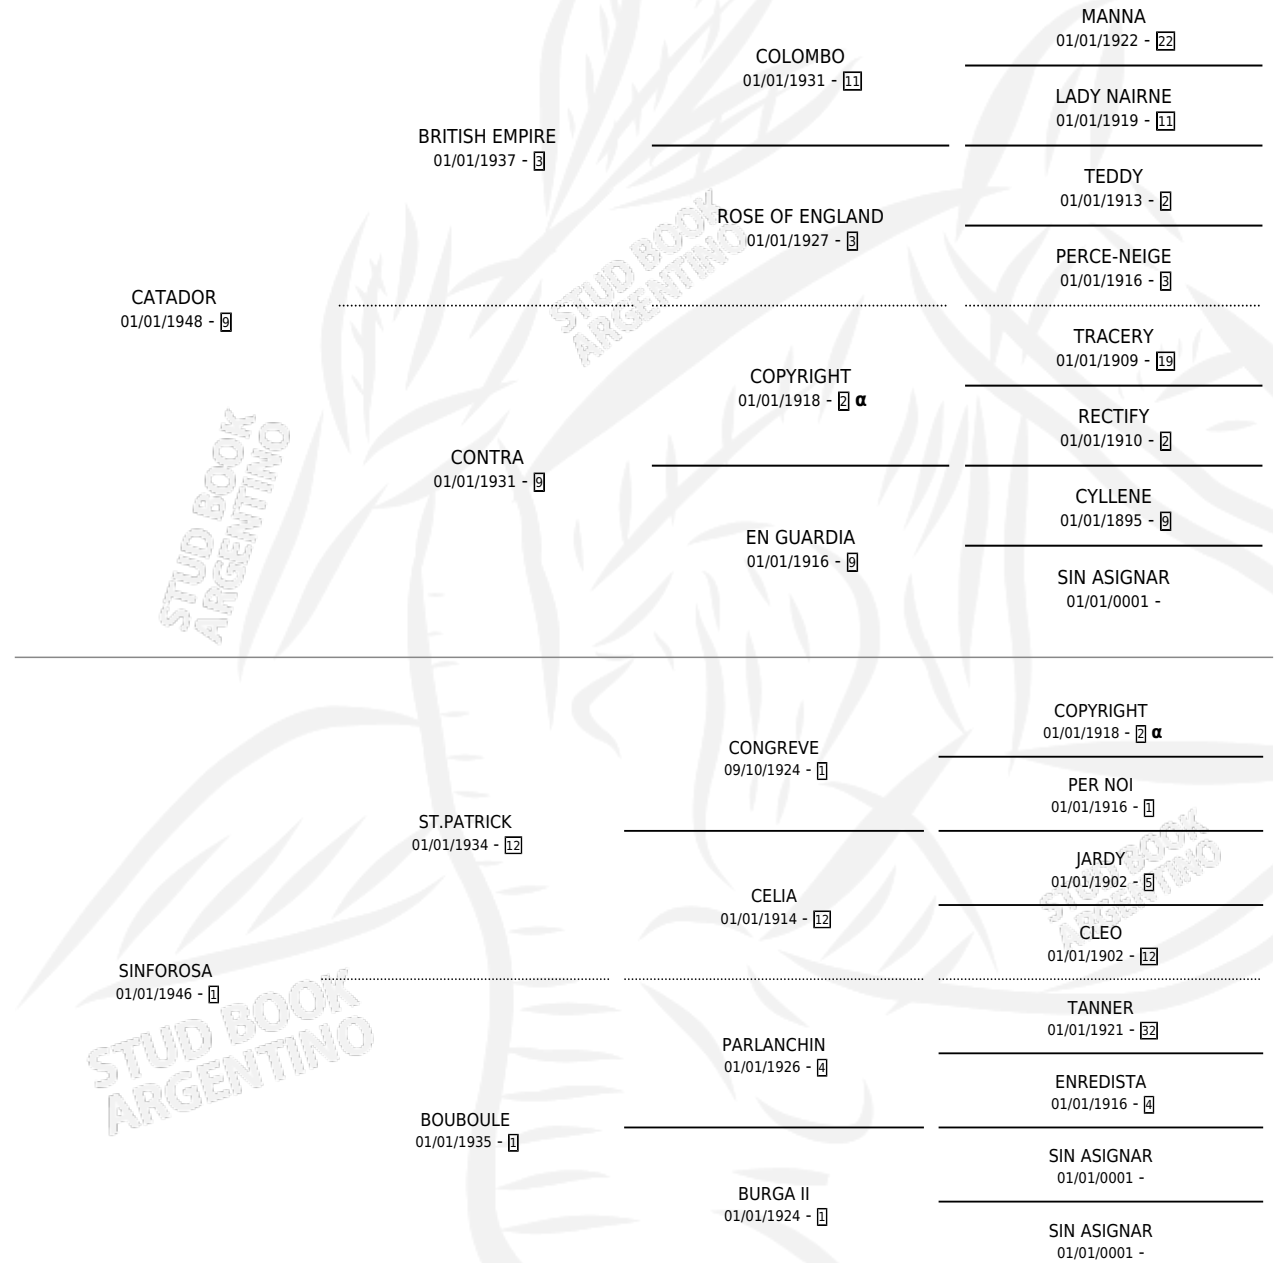 MANNA
01/01/1922 - 22
COLOMBO
01/01/1931 - 11
LADY NAIRNE
01/01/1919 - 11
BRITISH EMPIRE
01/01/1937 - 3
TEDDY
01/01/1913 - 2
ROSE OF ENGLAND
01/01/1927 - 3
PERCE-NEIGE
01/01/1916 - 3
CATADOR
01/01/1948 - 9
TRACERY
01/01/1909 - 19
COPYRIGHT
01/01/1918 - 2 α
RECTIFY
01/01/1910 - 2
CONTRA
01/01/1931 - 9
CYLLENE
01/01/1895 - 9
EN GUARDIA
01/01/1916 - 9
SIN ASIGNAR
01/01/0001 -
COPYRIGHT
01/01/1918 - 2 α
CONGREVE
09/10/1924 - 1
PER NOI
01/01/1916 - 1
ST.PATRICK
01/01/1934 - 12
JARDY
01/01/1902 - 5
CELIA
01/01/1914 - 12
CLEO
01/01/1902 - 12
SINFOROSA
01/01/1946 - 1
TANNER
01/01/1921 - 32
PARLANCHIN
01/01/1926 - 4
ENREDISTA
01/01/1916 - 4
BOUBOULE
01/01/1935 - 1
SIN ASIGNAR
01/01/0001 -
BURGA II
01/01/1924 - 1
SIN ASIGNAR
01/01/0001 -
STUD BOOK
ARGENTINO
STUD BOOK
ARGENTINO
STUD BOOK
ARGENTINO
STUD BOOK
ARGENTINO